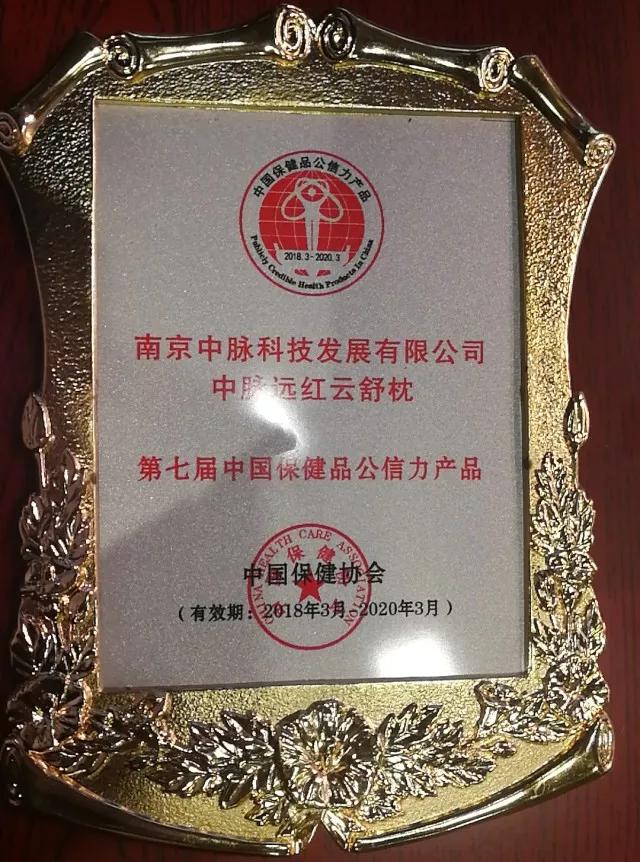 中国保健品公信力产品
2018.3-2020.3
Publicly Credible Health Products In China
南京中脉科技发展有限公司
中脉远红云舒枕
第七届中国保健品公信力产品
CHINA HEALTH CARE ASSOCIATION
中国保健协会
(有效期:2018年3月-2020年3月)